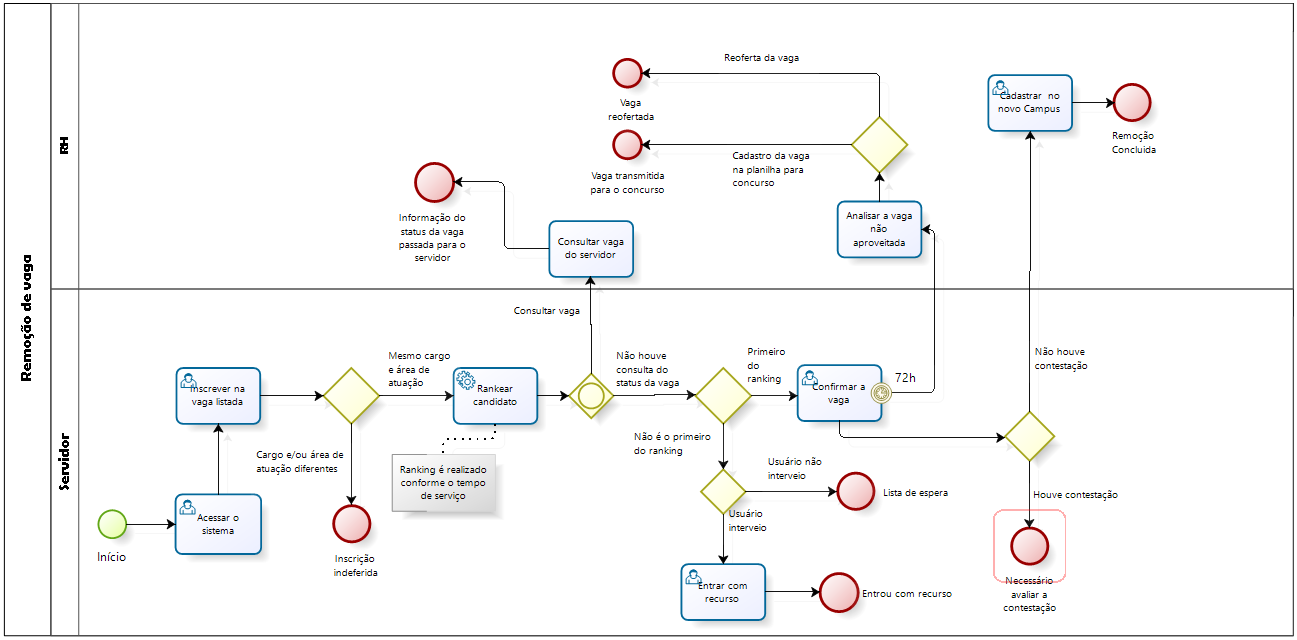 Remoção de vaga
RH
Servidor
Reoferta da vaga
Vaga
reofertada
Cadastro da vaga
na planilha para
concurso
Vaga transmitida
para o concurso
Cadastrar no
novo Campus
Remoção
Concluida
Informação do
status da vaga
passada para o
servidor
Consultar vaga
do servidor
Analisar a vaga
não
aproveitada
Consultar vaga
Mesmo cargo
e área de
atuação
Não houve
consulta do
status da vaga
Primeiro
do
ranking
Não houve
contestação
Inscrever na
vaga listada
Rankear
candidato
Confirmar a
vaga
72h
Não é o primeiro
do ranking
Cargo e/ou área de
atuação diferentes
Ranking é realizado
conforme o tempo
de serviço
Usuário não
interveio
Lista de espera
Houve contestação
Acessar o
sistema
Início
Usuário
interveio
Inscrição
indeferida
Necessário
avaliar a
contestação
Entrar com
recurso
Entrou com recurso